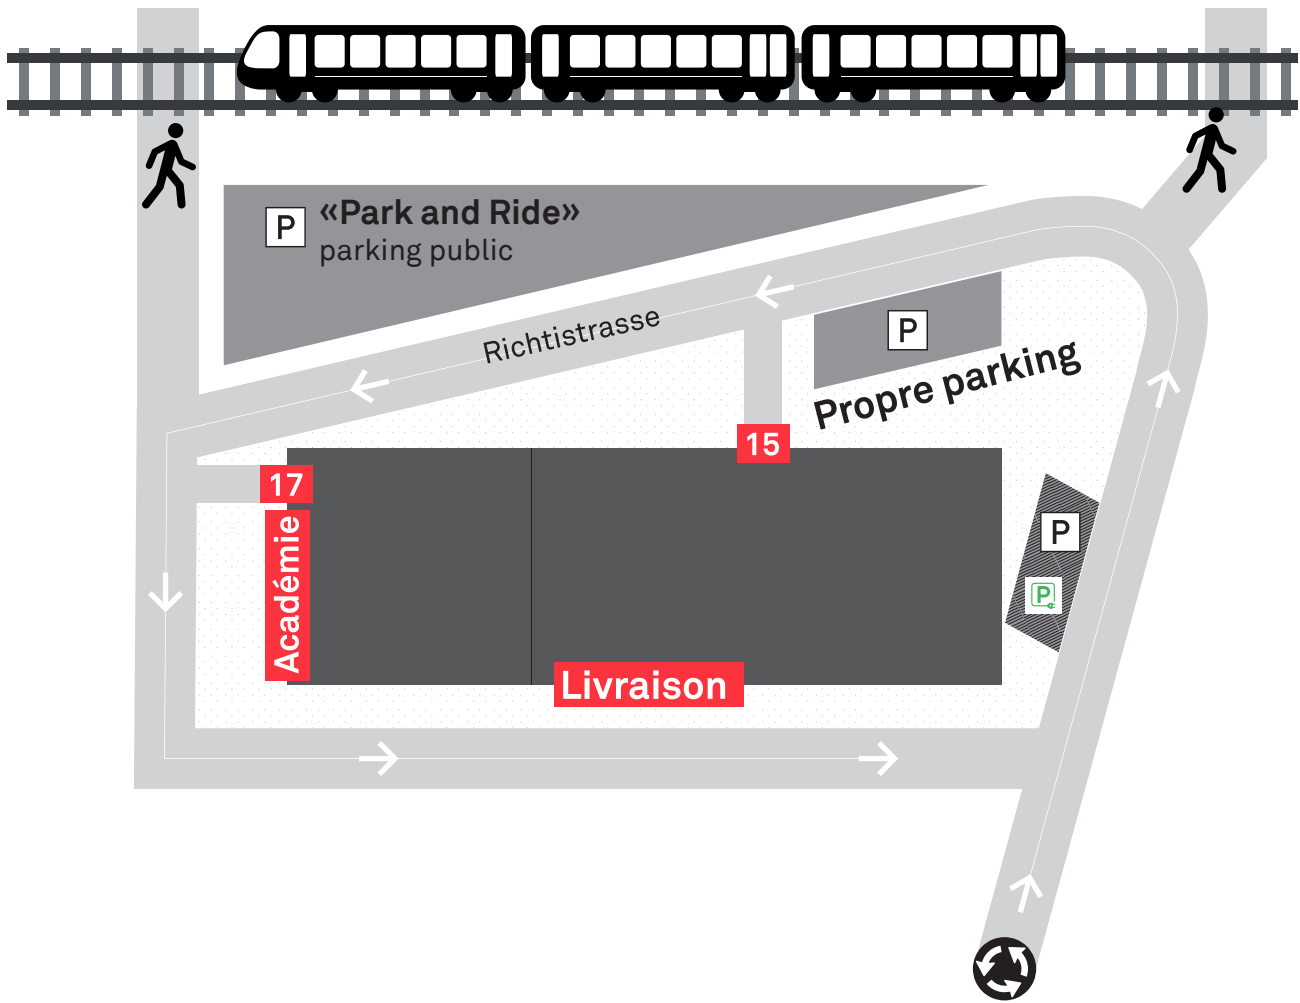 P
«Park and Ride»
parking public
Richtistrasse
P
Propre parking
15
17
Académie
P
P
Livraison